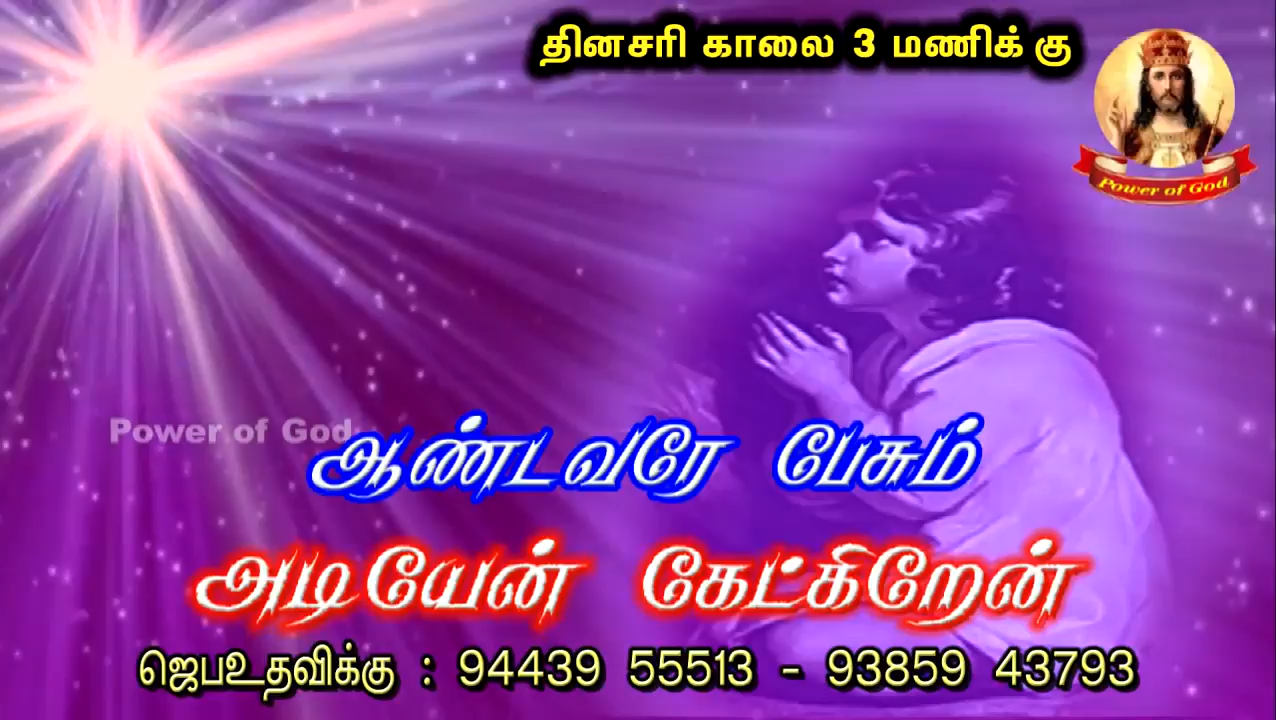 தினசரி காலை 3 மணிக்கு
Power of God
Power of God
ஆண்டவரே பேசும்
அடியேன் கேட்கிறேன்
ஜெபஉதவிக்கு : 94439 55513 - 93859 43793